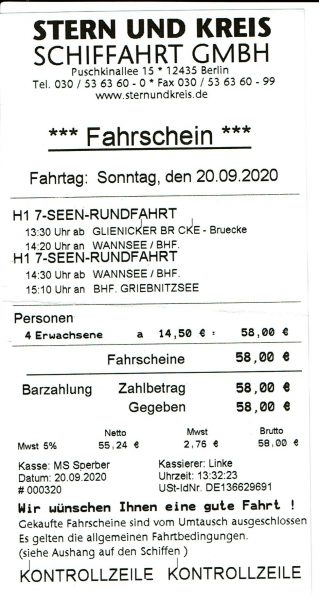 STERN UND KREIS
SCHIFFAHRT GMBH
Puschkinallee 15 * 12435 Berlin
Tel. 030 / 53 63 60 - 0 * Fax 030 / 53 63 60 - 99
www.sternundkreis.de
*** Fahrschein ***
Fahrtag: Sonntag, den 20.09.2020
H1 7-SEEN-RUNDFAHRT
13:30 Uhr ab GLIENICKER BR CKE - Bruecke
14:20 Uhr an WANNSEE / BHF.
H1 7-SEEN-RUNDFAHRT
14:30 Uhr ab WANNSEE / BHF.
15:10 Uhr an BHF. GRIEBNITZSEE
Personen
4 Erwachsene a 14,50 € : 58,00 €
Fahrscheine 58,00 €
Barzahlung Zahlbetrag 58,00 €
Gegeben 58,00 €
Netto Mwst Brutto
Mwst 5% 55,24 € 2,76 € 58,00 €
Kasse: MS Sperber Kassierer: Linke
Datum: 20.09.2020 Uhrzeit: 13:32:23
# 000320 USt-IdNr. DE136629691
Wir wünschen Ihnen eine gute Fahrt !
Gekaufte Fahrscheine sind vom Umtausch ausgeschlossen
Es gelten die allgemeinen Fahrtbedingungen.
(siehe Aushang auf den Schiffen )
KONTROLLZEILE KONTROLLZEILE